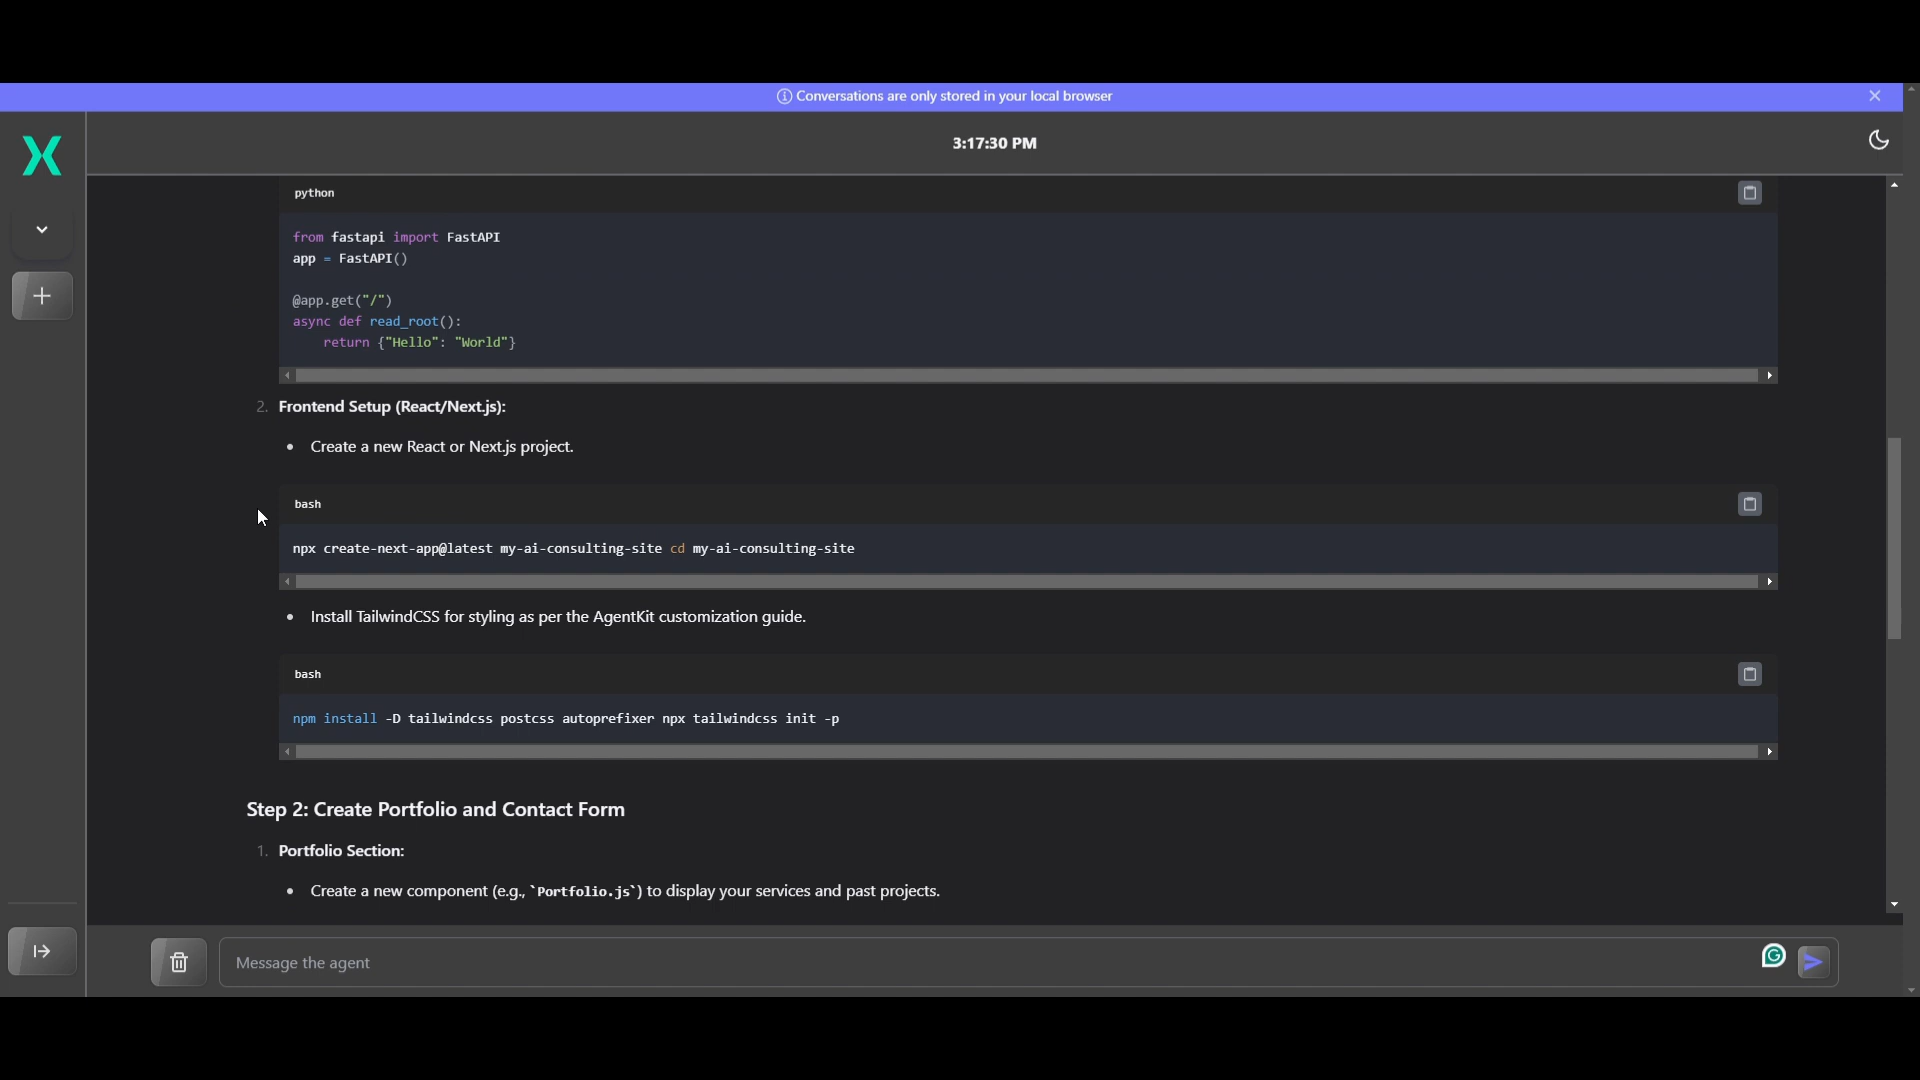 Conversations are only stored in your local browser
3:17:30 PM
python
from fastapi import FastAPI
app = FastAPI()
@app.get("/")
async def read_root():
    return {"Hello": "World"}
2. Frontend Setup (React/Next.js):
• Create a new React or Next.js project.
bash
npx create-next-app@latest my-ai-consulting-site cd my-ai-consulting-site
• Install TailwindCSS for styling as per the AgentKit customization guide.
bash
npm install -D tailwindcss postcss autoprefixer npx tailwindcss init -p
Step 2: Create Portfolio and Contact Form
1. Portfolio Section:
• Create a new component (e.g., `Portfolio.js`) to display your services and past projects.
Message the agent